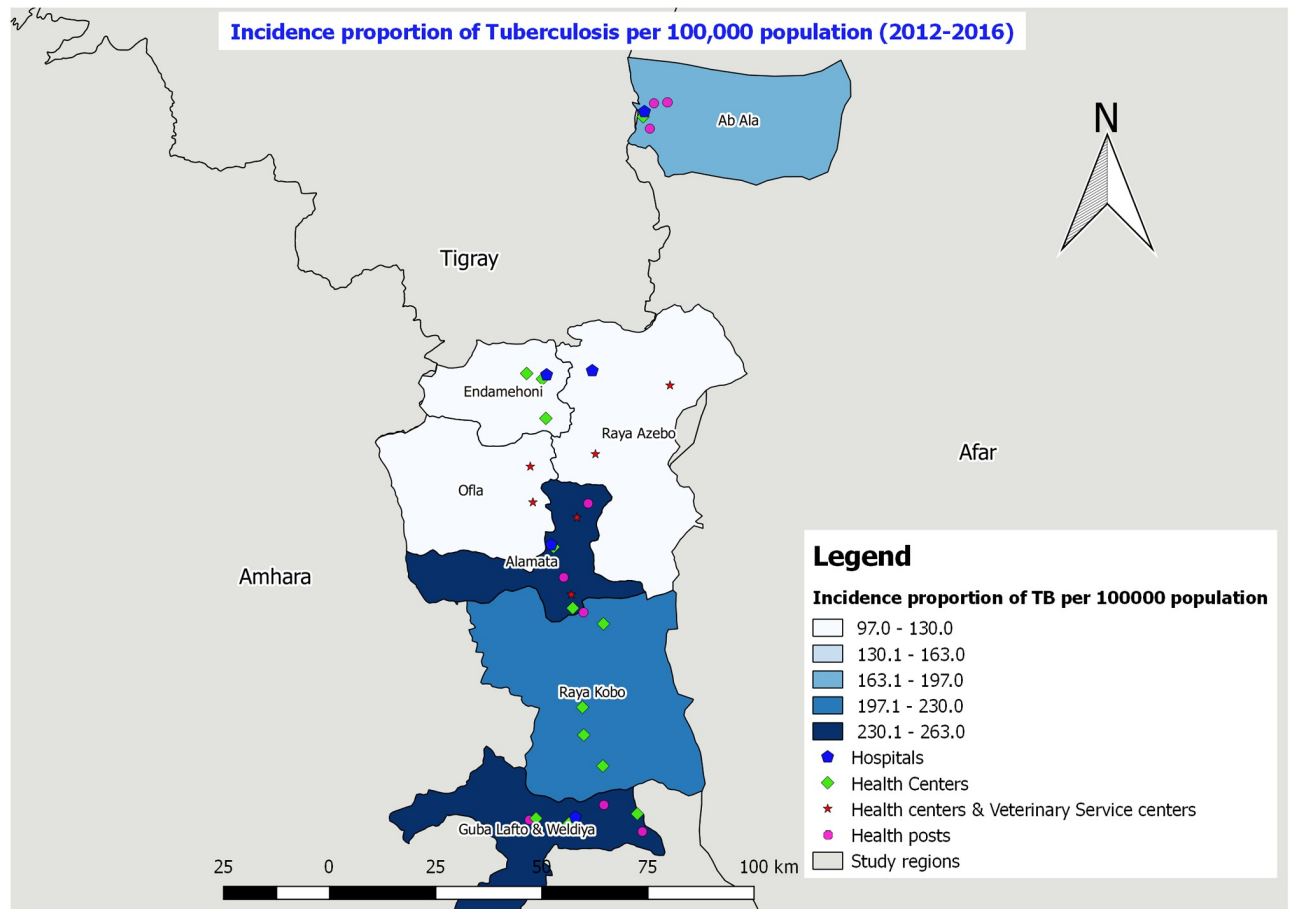 Incidence proportion of Tuberculosis per 100,000 population (2012-2016)
Ab Ala
N
Tigray
Endamehoni
Raya Azebo
Afar
Ofla
Alamata
Amhara
Raya Kobo
Guba Lafto & Weldiya
Legend
Incidence proportion of TB per 100000 population
97.0 - 130.0
130.1 - 163.0
163.1 - 197.0
197.1 - 230.0
230.1 - 263.0
Hospitals
Health Centers
Health centers & Veterinary Service centers
Health posts
Study regions
25 0 25 50 75 100 km